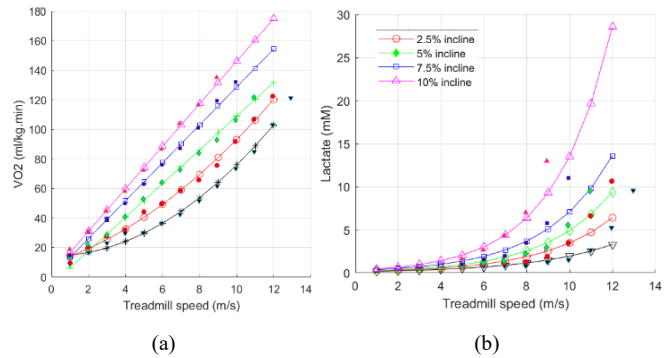 180
160
140
120
100
80
60
40
20
0
VO2 (ml/kg.min)
0 2 4 6 8 10 12 14
Treadmill speed (m/s)
(a)
30
25
20
15
10
5
0
Lactate (mM)
2.5% incline
5% incline
7.5% incline
10% incline
0 2 4 6 8 10 12 14
Treadmill speed (m/s)
(b)